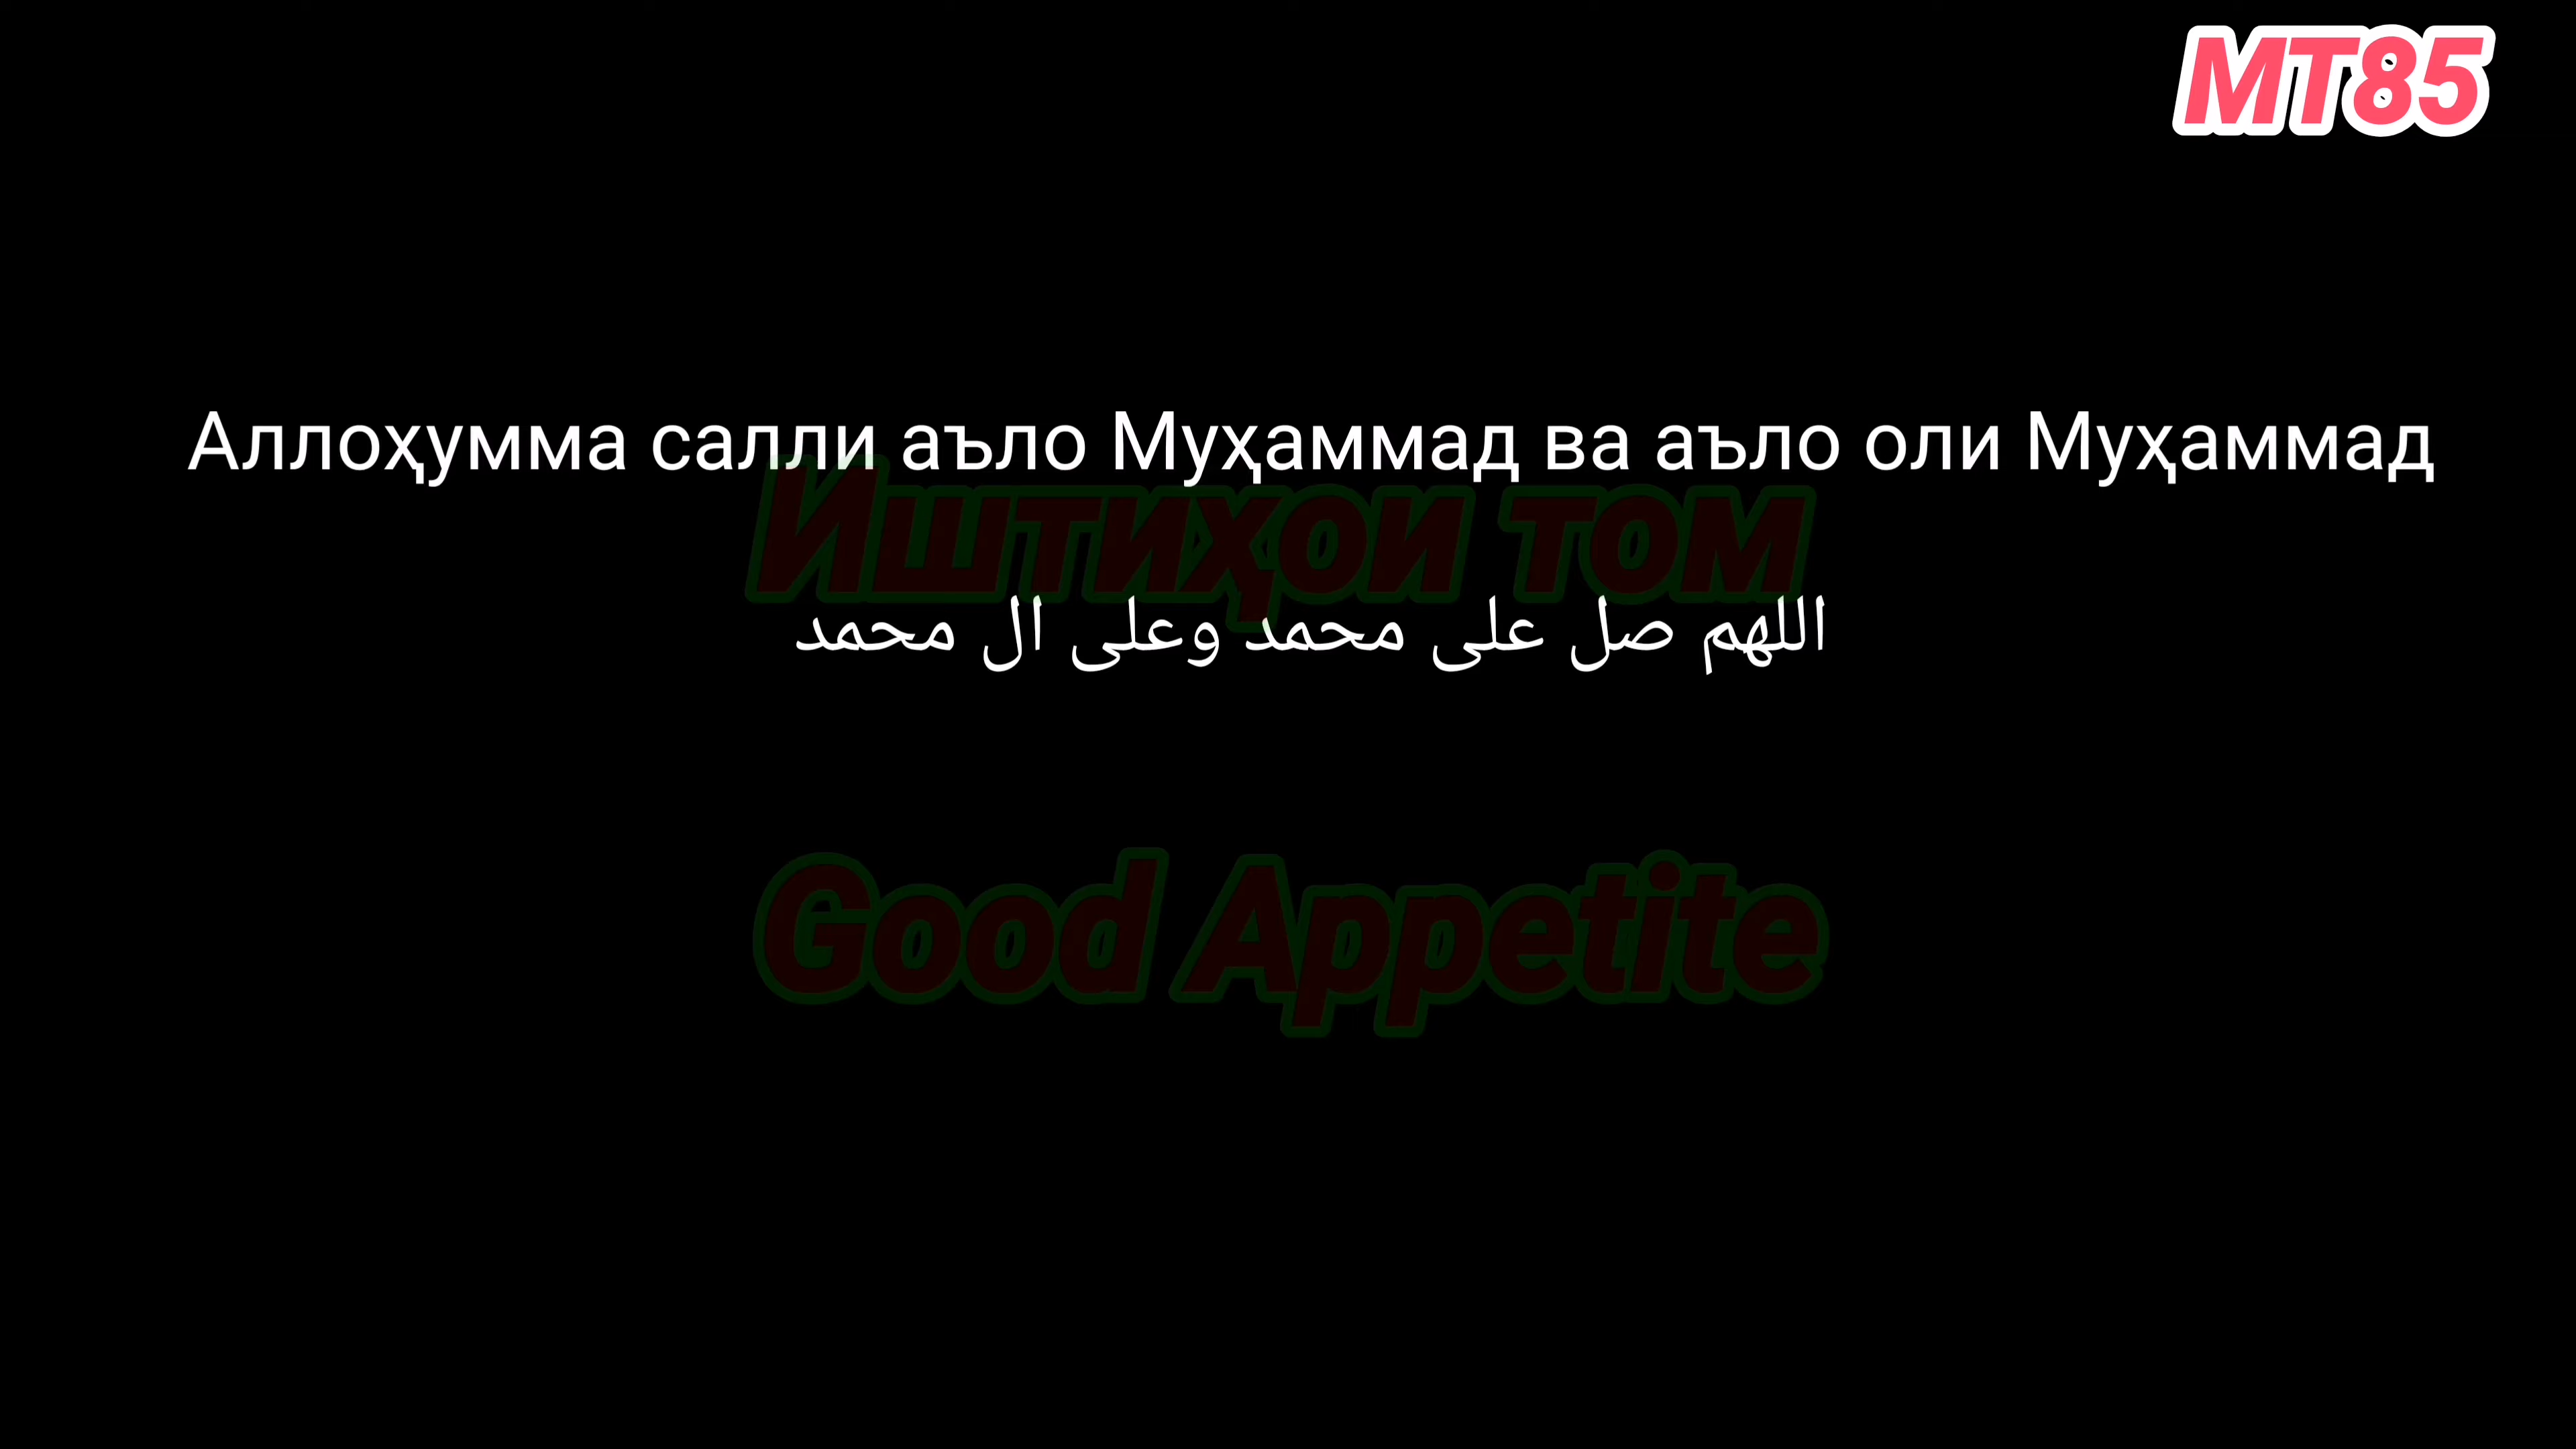 MT85
Аллоҳумма салли аъло Муҳаммад ва аъло оли Муҳаммад
Иштиҳои том
اللهم صل على محمد وعلى ال محمد
Good Appetite